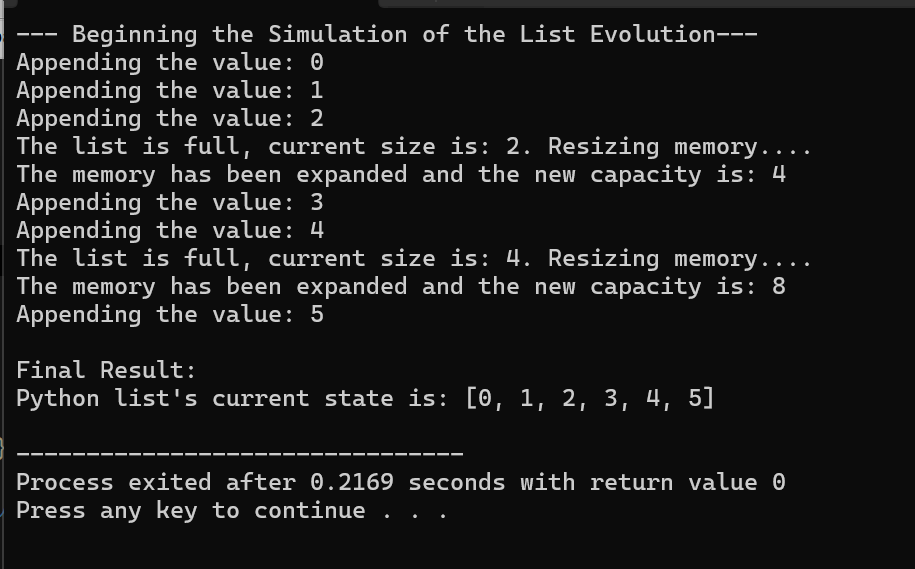 --- Beginning the Simulation of the List Evolution---
Appending the value: 0
Appending the value: 1
Appending the value: 2
The list is full, current size is: 2. Resizing memory....
The memory has been expanded and the new capacity is: 4
Appending the value: 3
Appending the value: 4
The list is full, current size is: 4. Resizing memory....
The memory has been expanded and the new capacity is: 8
Appending the value: 5
Final Result:
Python list's current state is: [0, 1, 2, 3, 4, 5]
--------------------------------
Process exited after 0.2169 seconds with return value 0
Press any key to continue . . .